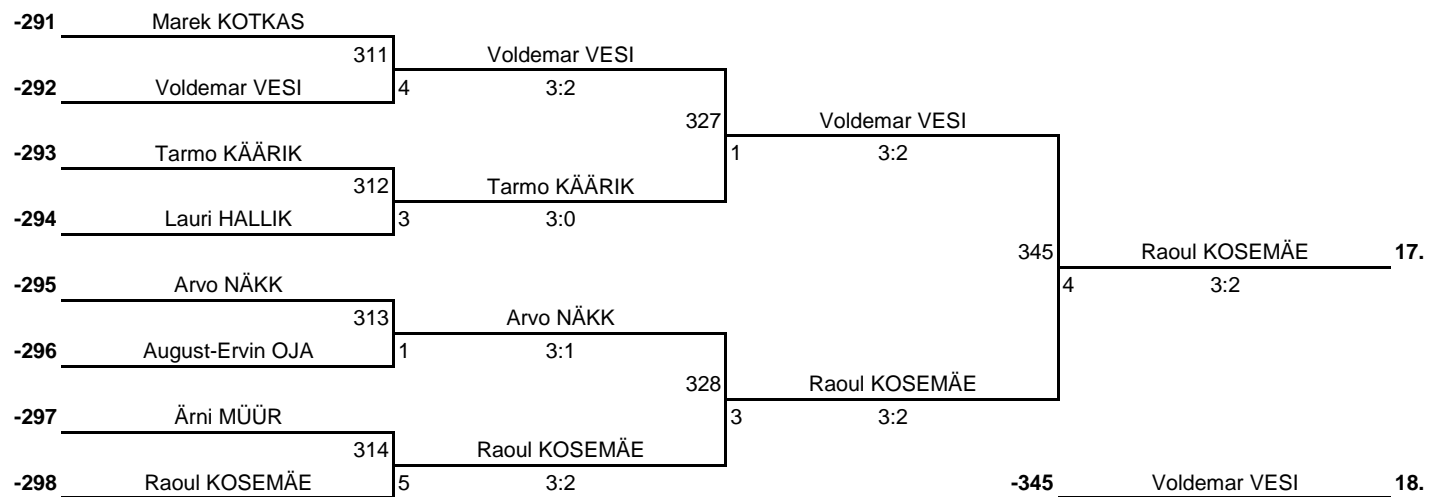 -291 Marek KOTKAS
311 Voldemar VESI
-292 Voldemar VESI 4 3:2
327 Voldemar VESI
-293 Tarmo KÄÄRIK 1 3:2
312 Tarmo KÄÄRIK
-294 Lauri HALLIK 3 3:0
345 Raoul KOSEMÄE 17.
-295 Arvo NÄKK 4 3:2
313 Arvo NÄKK
-296 August-Ervin OJA 1 3:1
328 Raoul KOSEMÄE
-297 Ärni MÜÜR 3 3:2
314 Raoul KOSEMÄE
-298 Raoul KOSEMÄE 5 3:2 -345 Voldemar VESI 18.